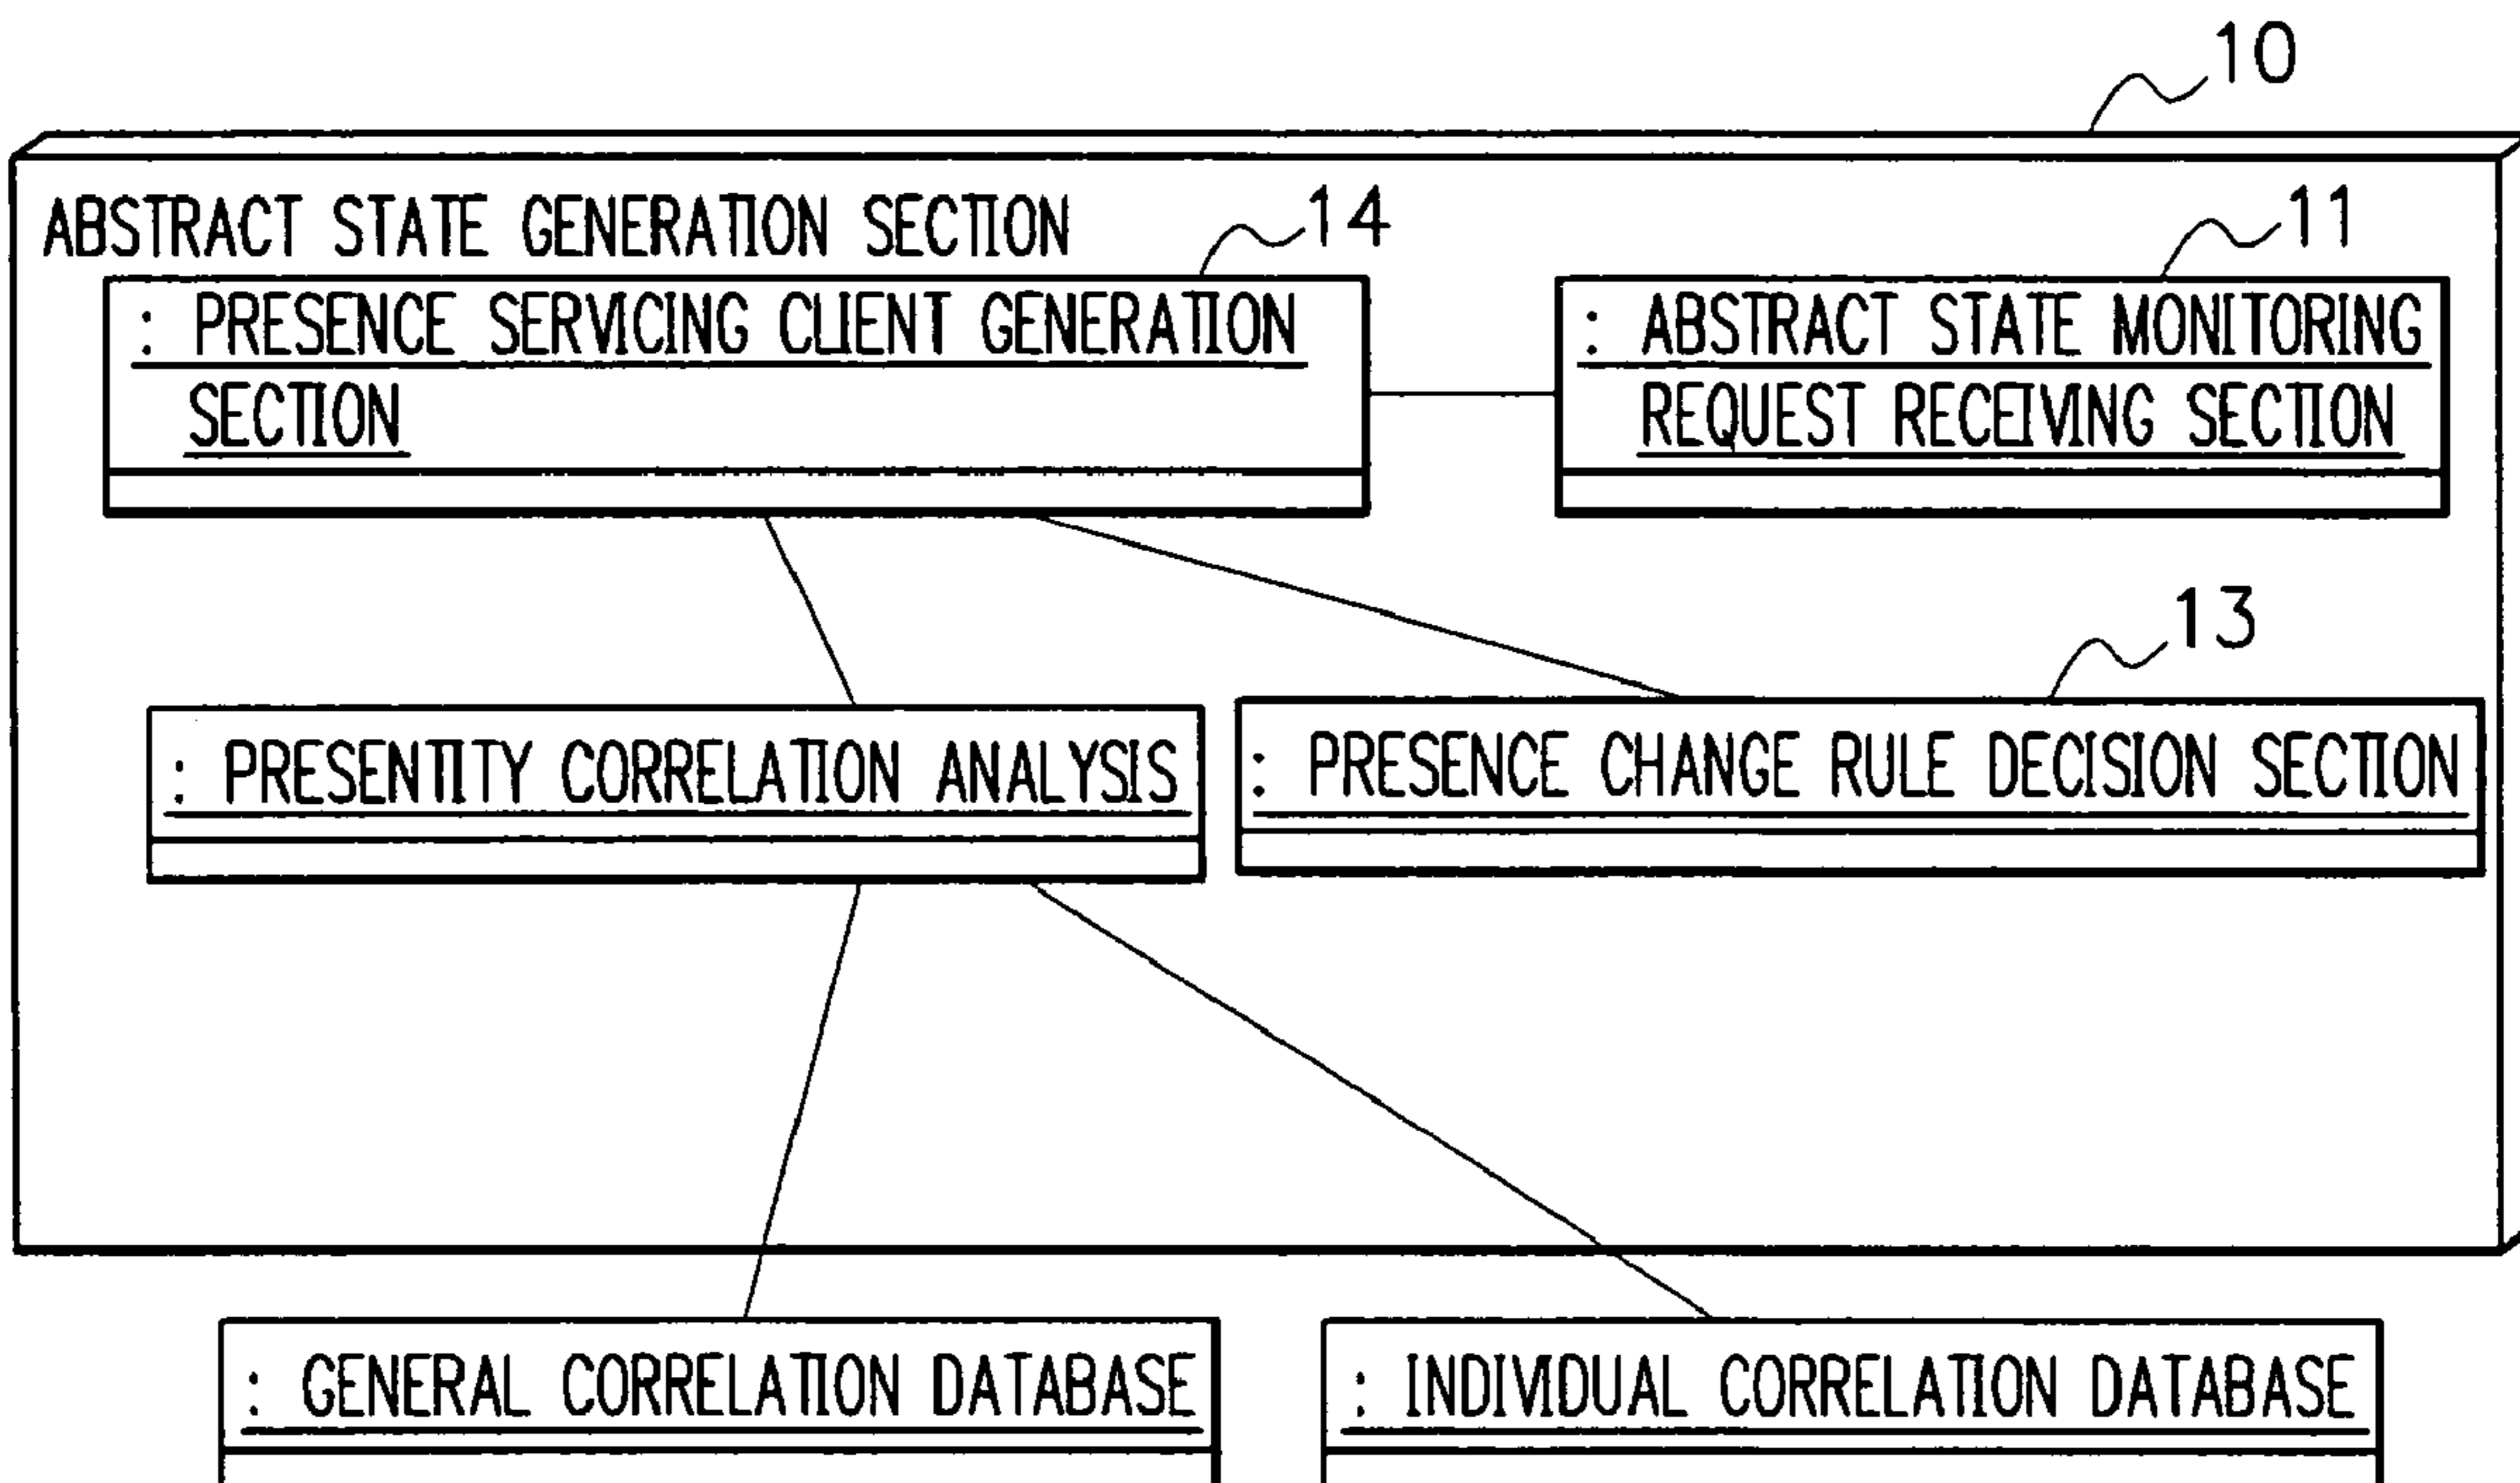 10
ABSTRACT STATE GENERATION SECTION
14
11
: PRESENCE SERVICING CLIENT GENERATION
SECTION
: ABSTRACT STATE MONITORING
REQUEST RECEIVING SECTION
13
: PRESENTITY CORRELATION ANALYSIS
: PRESENCE CHANGE RULE DECISION SECTION
: GENERAL CORRELATION DATABASE
: INDIVIDUAL CORRELATION DATABASE